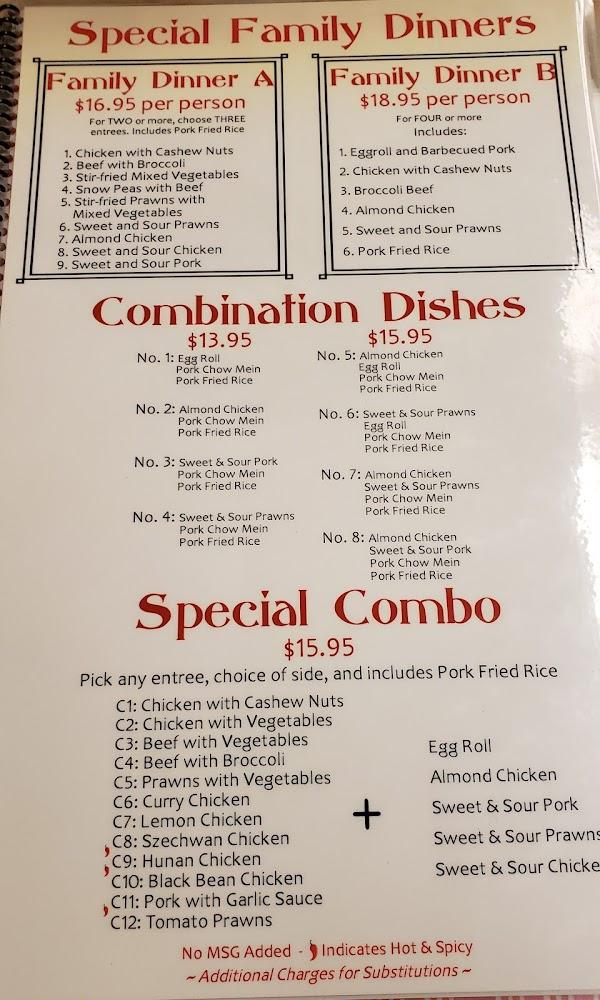 Special Family Dinners
Family Dinner A
$16.95 per person
For TWO or more, choose THREE
entrees. Includes Pork Fried Rice
1. Chicken with Cashew Nuts
2. Beef with Broccoli
3. Stir-fried Mixed Vegetables
4. Snow Peas with Beef
5. Stir-fried Prawns with
Mixed Vegetables
6. Sweet and Sour Prawns
7. Almond Chicken
8. Sweet and Sour Chicken
9. Sweet and Sour Pork
Family Dinner B
$18.95 per person
For FOUR or more
Includes:
1. Eggroll and Barbecued Pork
2. Chicken with Cashew Nuts
3. Broccoli Beef
4. Almond Chicken
5. Sweet and Sour Prawns
6. Pork Fried Rice
Combination Dishes
$13.95
No. 1: Egg Roll
Pork Chow Mein
Pork Fried Rice
No. 2: Almond Chicken
Pork Chow Mein
Pork Fried Rice
No. 3: Sweet & Sour Pork
Pork Chow Mein
Pork Fried Rice
No. 4: Sweet & Sour Prawns
Pork Chow Mein
Pork Fried Rice
$15.95
No. 5: Almond Chicken
Egg Roll
Pork Chow Mein
Pork Fried Rice
No. 6: Sweet & Sour Prawns
Egg Roll
Pork Chow Mein
Pork Fried Rice
No. 7: Almond Chicken
Sweet & Sour Prawns
Pork Chow Mein
Pork Fried Rice
No. 8: Almond Chicken
Sweet & Sour Pork
Pork Chow Mein
Pork Fried Rice
Special Combo
$15.95
Pick any entree, choice of side, and includes Pork Fried Rice
C1: Chicken with Cashew Nuts
C2: Chicken with Vegetables
C3: Beef with Vegetables
C4: Beef with Broccoli
C5: Prawns with Vegetables
C6: Curry Chicken
C7: Lemon Chicken
C8: Szechwan Chicken
C9: Hunan Chicken
C10: Black Bean Chicken
C11: Pork with Garlic Sauce
C12: Tomato Prawns
+
Egg Roll
Almond Chicken
Sweet & Sour Pork
Sweet & Sour Prawns
Sweet & Sour Chicke
No MSG Added - Indicates Hot & Spicy
~Additional Charges for Substitutions~